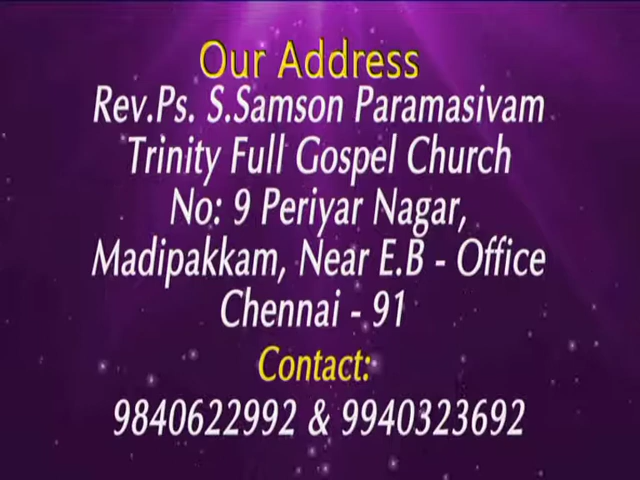 Our Address
Rev.Ps. S.Samson Paramasivam
Trinity Full Gospel Church
No: 9 Periyar Nagar,
Madipakkam, Near E.B - Office
Chennai - 91
Contact:
9840622992 & 9940323692